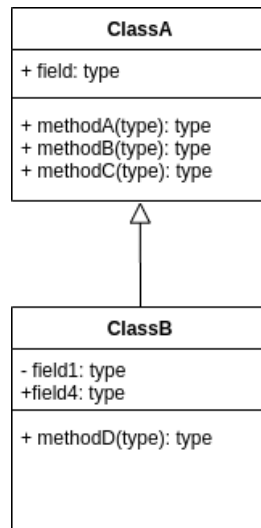 ClassA
+ field: type
+ methodA(type): type
+ methodB(type): type
+ methodC(type): type
ClassB
- field1: type
+field4: type
+ methodD(type): type